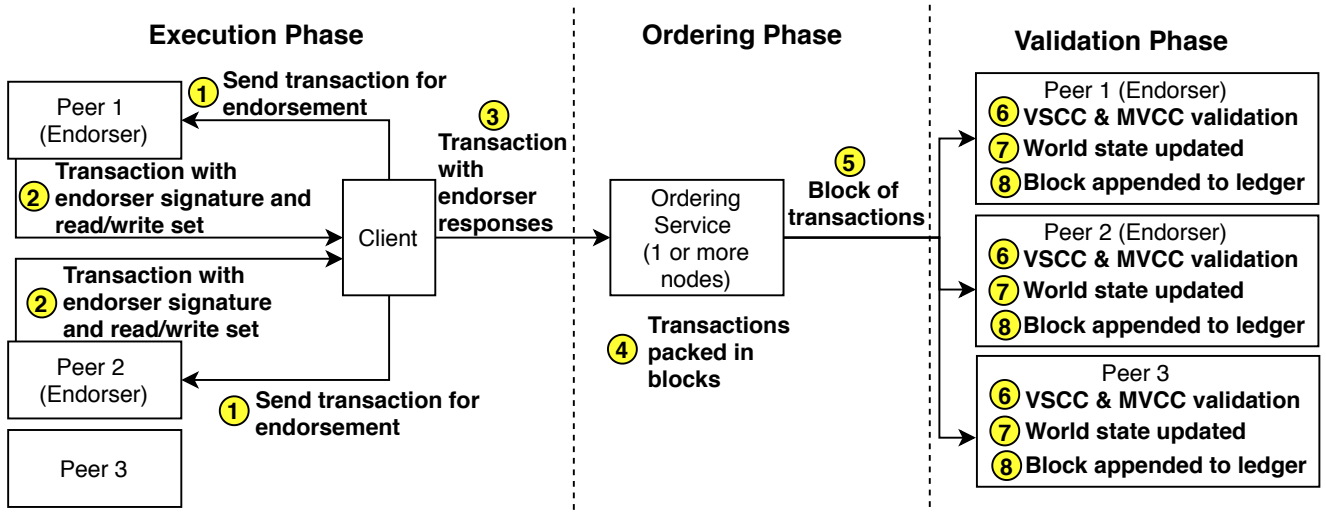 Execution Phase
1 Send transaction for
endorsement
Peer 1
(Endorser)
2 Transaction with
endorser signature and
read/write set
Client
2 Transaction with
endorser signature
and read/write set
Peer 2
(Endorser)
1 Send transaction for
endorsement
Peer 3
3
Transaction
with
endorser
responses
Ordering Phase
Ordering
Service
(1 or more
nodes)
4 Transactions
packed in
blocks
5
Block of
transactions
Validation Phase
Peer 1 (Endorser)
6 VSCC & MVCC validation
7 World state updated
8 Block appended to ledger
Peer 2 (Endorser)
6 VSCC & MVCC validation
7 World state updated
8 Block appended to ledger
Peer 3
6 VSCC & MVCC validation
7 World state updated
8 Block appended to ledger